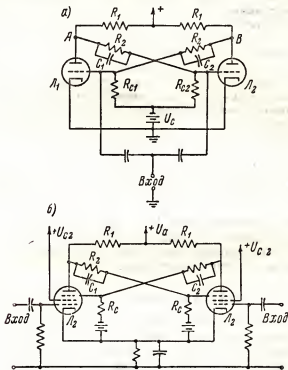 а)
R₁ + R₁
A B
R₂ R₂
C₁ C₂
Л₁ Rc1 Rc2 Л₂
Uc
Вход
б)
+Uc2 R₁ +Uа R₁ +Uc2
R₂ R₂
C₁ C₂
Вход Л₂ Rc Rc Л₂ Вход